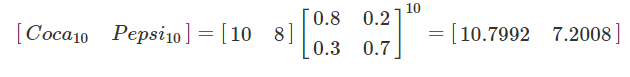 [ Coca10 Pepsi10 ] = [ 10 8 ] [ 0.8 0.2 0.3 0.7 ]^10 = [ 10.7992 7.2008 ]